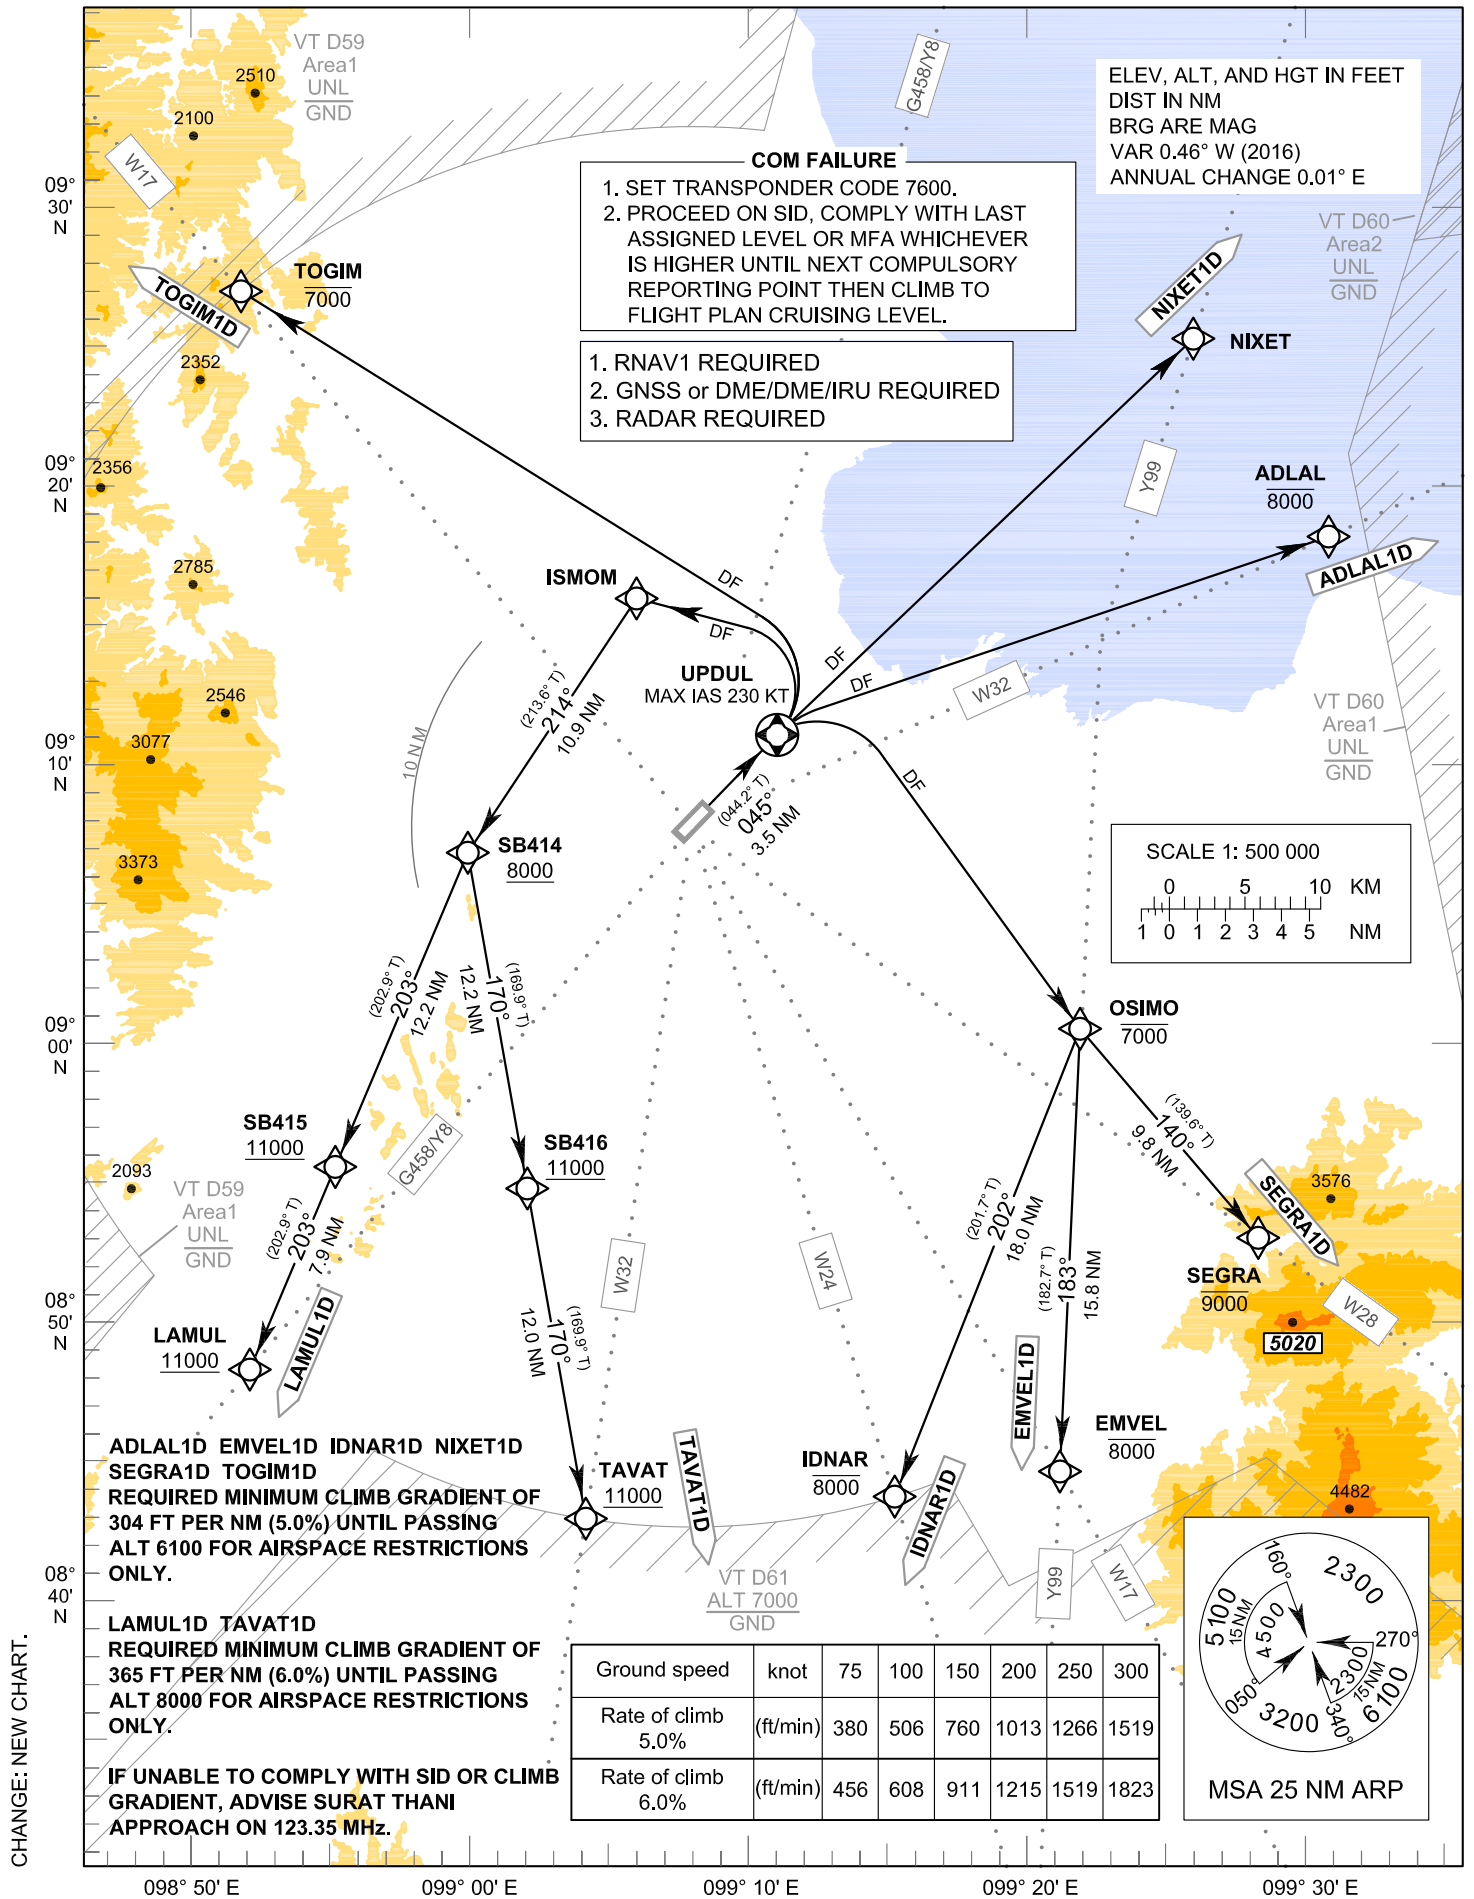 VT D59
Area1
UNL
GND
2510
2100
W17
G458/Y8
ELEV, ALT, AND HGT IN FEET
DIST IN NM
BRG ARE MAG
VAR 0.46° W (2016)
ANNUAL CHANGE 0.01° E
COM FAILURE
1. SET TRANSPONDER CODE 7600.
2. PROCEED ON SID, COMPLY WITH LAST
ASSIGNED LEVEL OR MFA WHICHEVER
IS HIGHER UNTIL NEXT COMPULSORY
REPORTING POINT THEN CLIMB TO
FLIGHT PLAN CRUISING LEVEL.
1. RNAV1 REQUIRED
2. GNSS or DME/DME/IRU REQUIRED
3. RADAR REQUIRED
09°
30'
N
VT D60
Area2
UNL
GND
TOGIM
7000
TOGIM1D
NIXET1D
NIXET
2352
2356
09°
20'
N
Y99
ADLAL
8000
ADLAL1D
2785
ISMOM
DF
DF
DF
DF
DF
UPDUL
MAX IAS 230 KT
W32
2546
3077
3373
09°
10'
N
10 NM
(213.6° T)
214°
10.9 NM
(044.2° T)
045°
3.5 NM
VT D60
Area1
UNL
GND
SCALE 1: 500 000
0 5 10 KM
1 0 1 2 3 4 5 NM
SB414
8000
(202.9° T)
203°
12.2 NM
(169.9° T)
170°
12.2 NM
09°
00'
N
OSIMO
7000
(139.6° T)
140°
9.8 NM
SB415
11000
SB416
11000
G458/Y8
2093
VT D59
Area1
UNL
GND
(202.9° T)
203°
7.9 NM
(201.7° T)
202°
18.0 NM
(182.7° T)
183°
15.8 NM
3576
SEGRA1D
SEGRA
9000
W28
5020
W32
W24
08°
50'
N
LAMUL
11000
LAMUL1D
(169.9° T)
170°
12.0 NM
EMVEL1D
EMVEL
8000
TAVAT
11000
TAVAT1D
IDNAR
8000
IDNAR1D
4482
ADLAL1D EMVEL1D IDNAR1D NIXET1D
SEGRA1D TOGIM1D
REQUIRED MINIMUM CLIMB GRADIENT OF
304 FT PER NM (5.0%) UNTIL PASSING
ALT 6100 FOR AIRSPACE RESTRICTIONS
ONLY.
08°
40'
N
VT D61
ALT 7000
GND
Y99
W17
LAMUL1D TAVAT1D
REQUIRED MINIMUM CLIMB GRADIENT OF
365 FT PER NM (6.0%) UNTIL PASSING
ALT 8000 FOR AIRSPACE RESTRICTIONS
ONLY.
IF UNABLE TO COMPLY WITH SID OR CLIMB
GRADIENT, ADVISE SURAT THANI
APPROACH ON 123.35 MHz.
Ground speed knot 75 100 150 200 250 300
Rate of climb 5.0% (ft/min) 380 506 760 1013 1266 1519
Rate of climb 6.0% (ft/min) 456 608 911 1215 1519 1823
160°
2300
5100
15 NM
4500
270°
2300
15 NM
6100
050°
3200
340°
MSA 25 NM ARP
CHANGE: NEW CHART.
098° 50' E
099° 00' E
099° 10' E
099° 20' E
099° 30' E